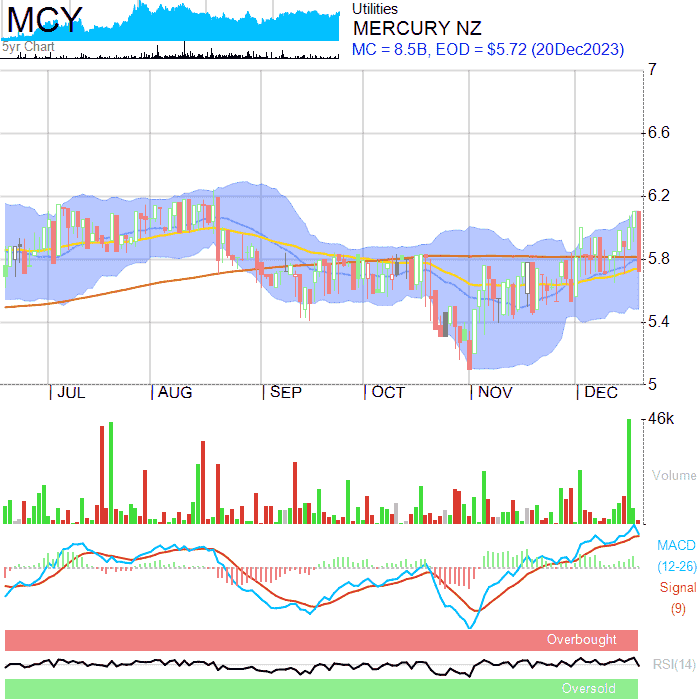 MCY
5yr Chart
Utilities
MERCURY NZ
MC = 8.5B, EOD = $5.72 (20Dec2023)
7
6.6
6.2
5.8
5.4
5
JUL AUG SEP OCT NOV DEC
46k
Volume
MACD
(12-26)
Signal
(9)
Overbought
RSI(14)
Oversold